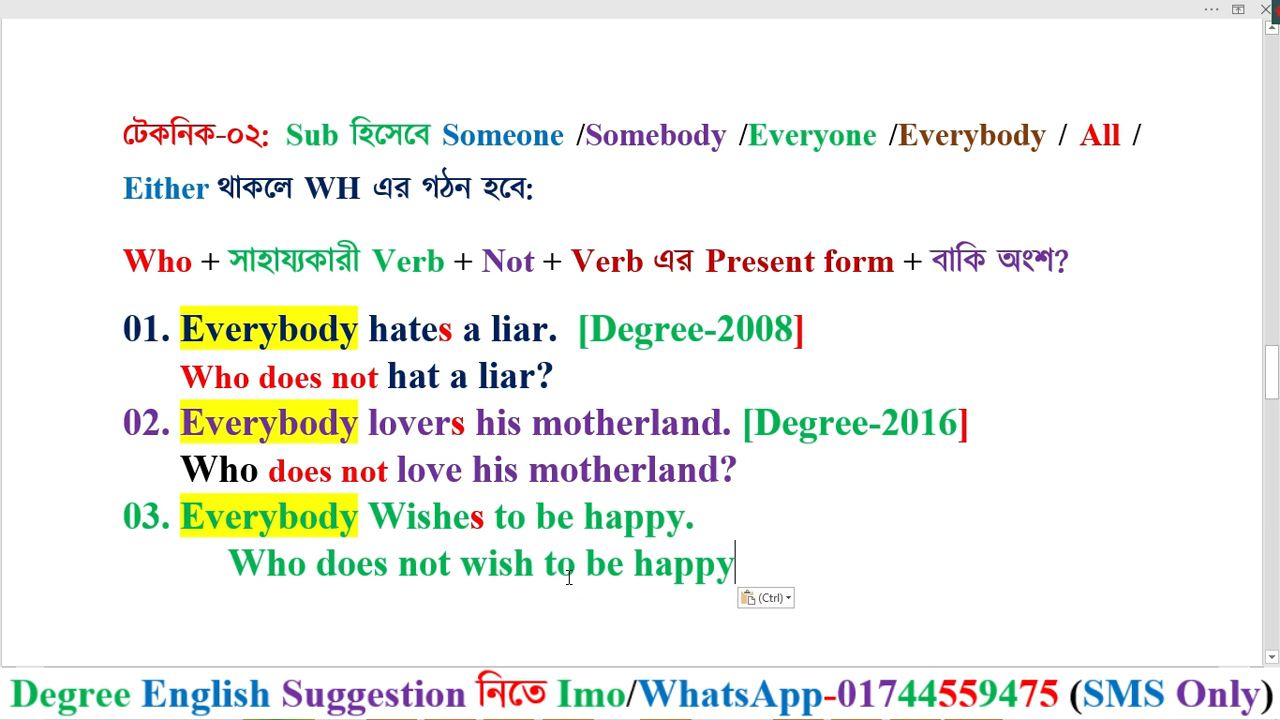 টেকনিক-০২: Sub হিসেবে Someone /Somebody /Everyone /Everybody / All /
Either থাকলে WH এর গঠন হবে:
Who + সাহায্যকারী Verb + Not + Verb এর Present form + বাকি অংশ?
01. Everybody hates a liar. [Degree-2008]
Who does not hat a liar?
02. Everybody lovers his motherland. [Degree-2016]
Who does not love his motherland?
03. Everybody Wishes to be happy.
Who does not wish to be happy
(Ctrl)
Degree English Suggestion নিতে Imo/WhatsApp-01744559475 (SMS Only)